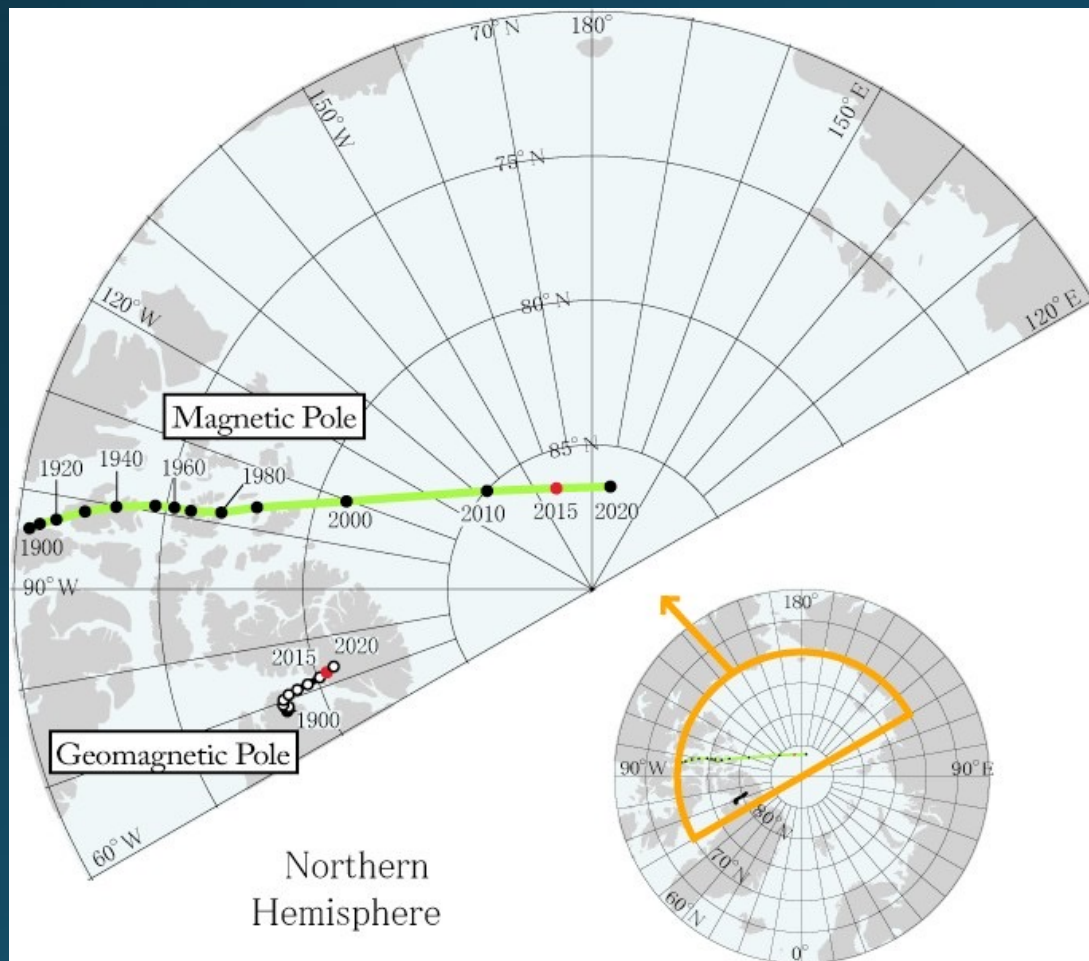 70° N
180°
150° W
150° E
75° N
120° W
80° N
120° E
Magnetic Pole
1920
1940
1960
1980
85° N
1900
2000
2010
2015
2020
90° W
2015
2020
1900
Geomagnetic Pole
60° W
Northern
Hemisphere
180°
90°W
90°E
80°N
70°N
60°N
0°